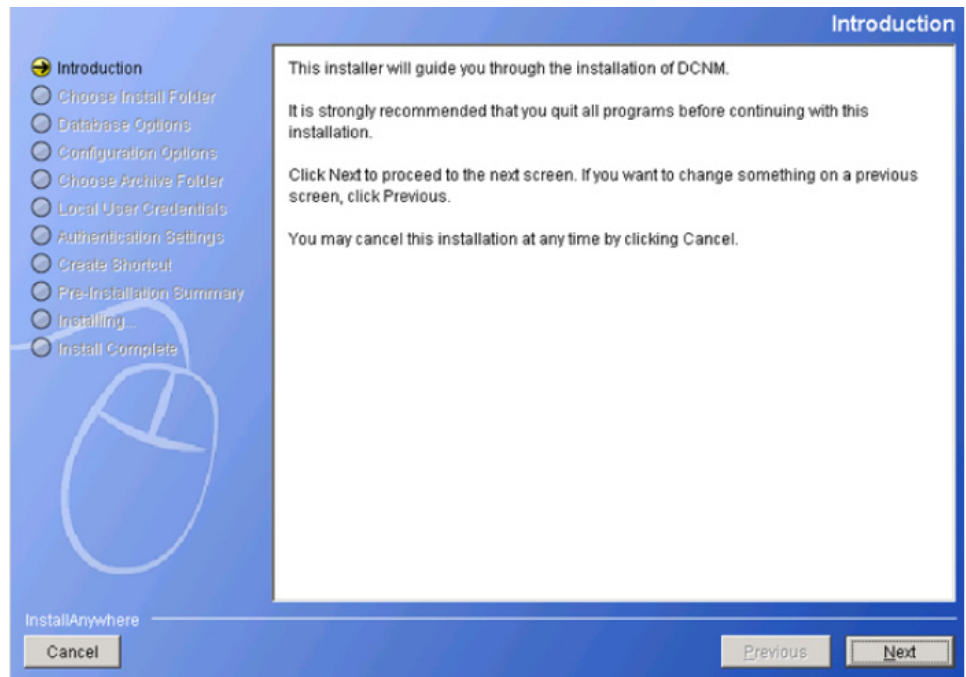 Introduction
Introduction
Choose Install Folder
Database Options
Configuration Options
Choose Archive Folder
Local User Credentials
Authentication Settings
Create Shortcut
Pre-Installation Summary
Installing...
Install Complete
This installer will guide you through the installation of DCNM.
It is strongly recommended that you quit all programs before continuing with this
installation.
Click Next to proceed to the next screen. If you want to change something on a previous
screen, click Previous.
You may cancel this installation at any time by clicking Cancel.
InstallAnywhere
Cancel
Previous
Next